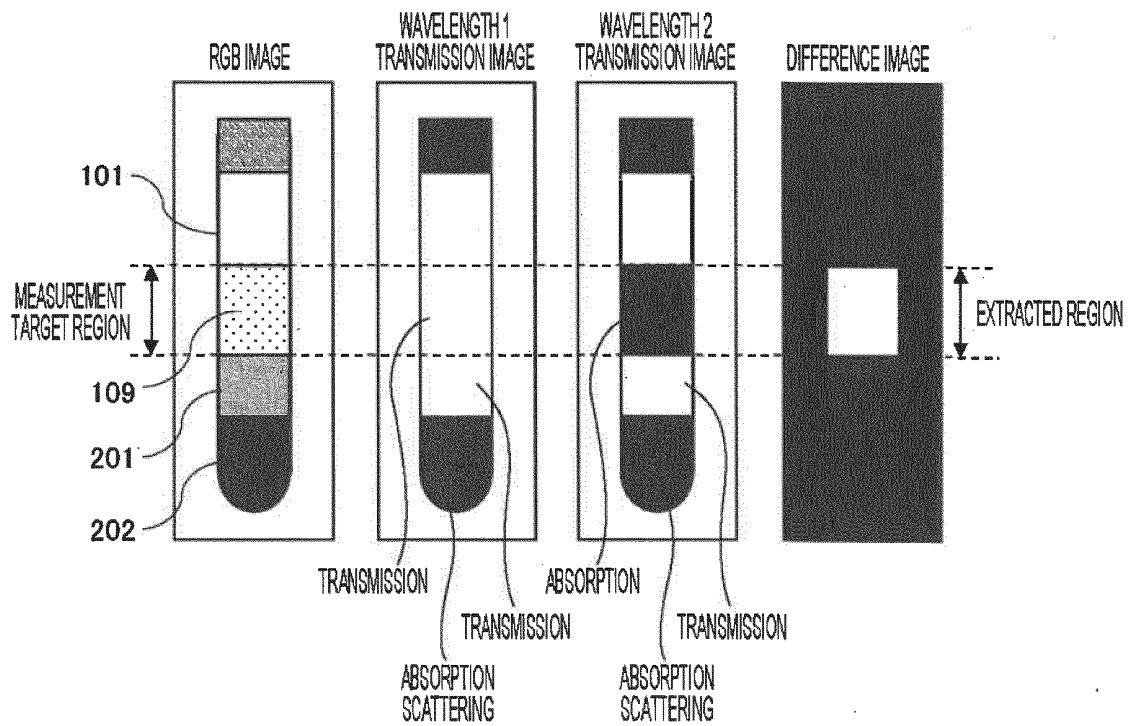 RGB IMAGE
WAVELENGTH 1
TRANSMISSION IMAGE
WAVELENGTH 2
TRANSMISSION IMAGE
DIFFERENCE IMAGE
101
MEASUREMENT
TARGET REGION
EXTRACTED REGION
109
201
202
TRANSMISSION
TRANSMISSION
ABSORPTION
SCATTERING
ABSORPTION
TRANSMISSION
ABSORPTION
SCATTERING